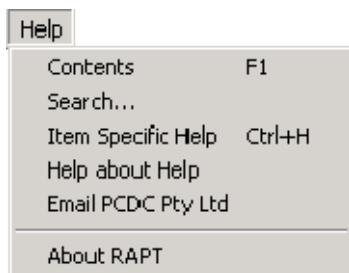 Help
Contents F1
Search...
Item Specific Help Ctrl+H
Help about Help
Email PCDC Pty Ltd
About RAPT